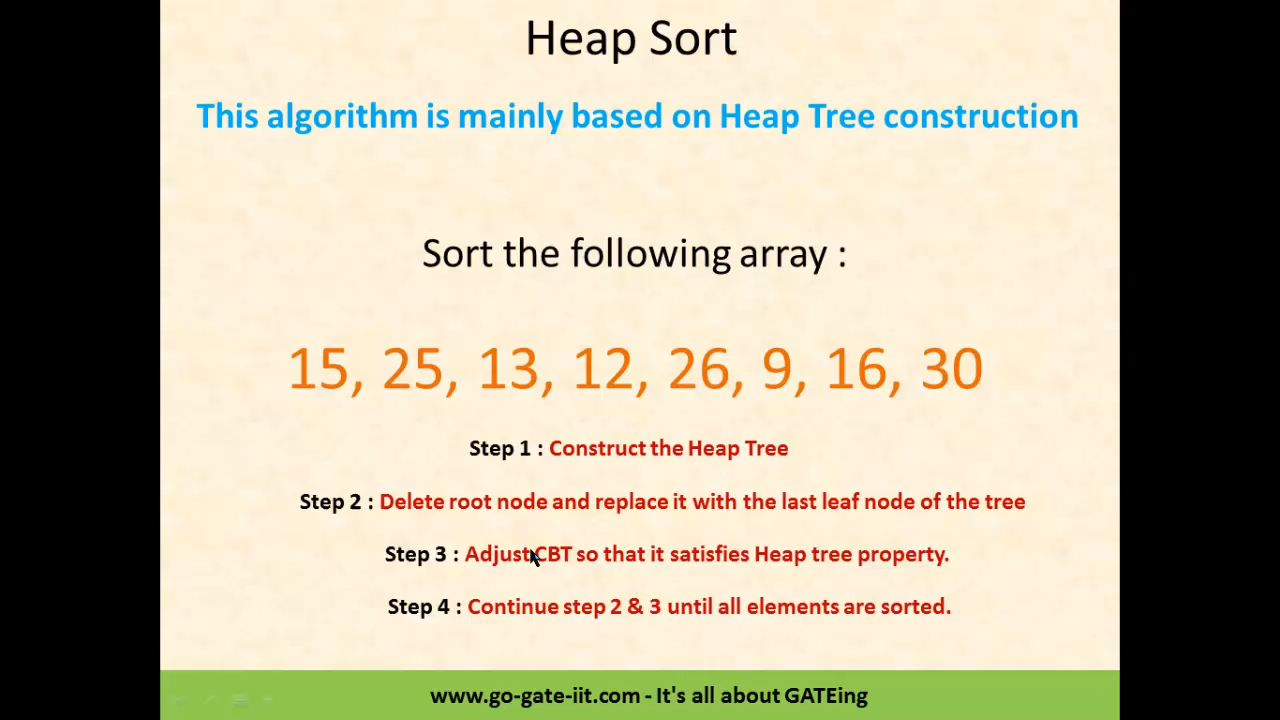 Heap Sort
This algorithm is mainly based on Heap Tree construction
Sort the following array :
15, 25, 13, 12, 26, 9, 16, 30
Step 1 : Construct the Heap Tree
Step 2 : Delete root node and replace it with the last leaf node of the tree
Step 3 : Adjust CBT so that it satisfies Heap tree property.
Step 4 : Continue step 2 & 3 until all elements are sorted.
www.go-gate-iit.com - It's all about GATEing